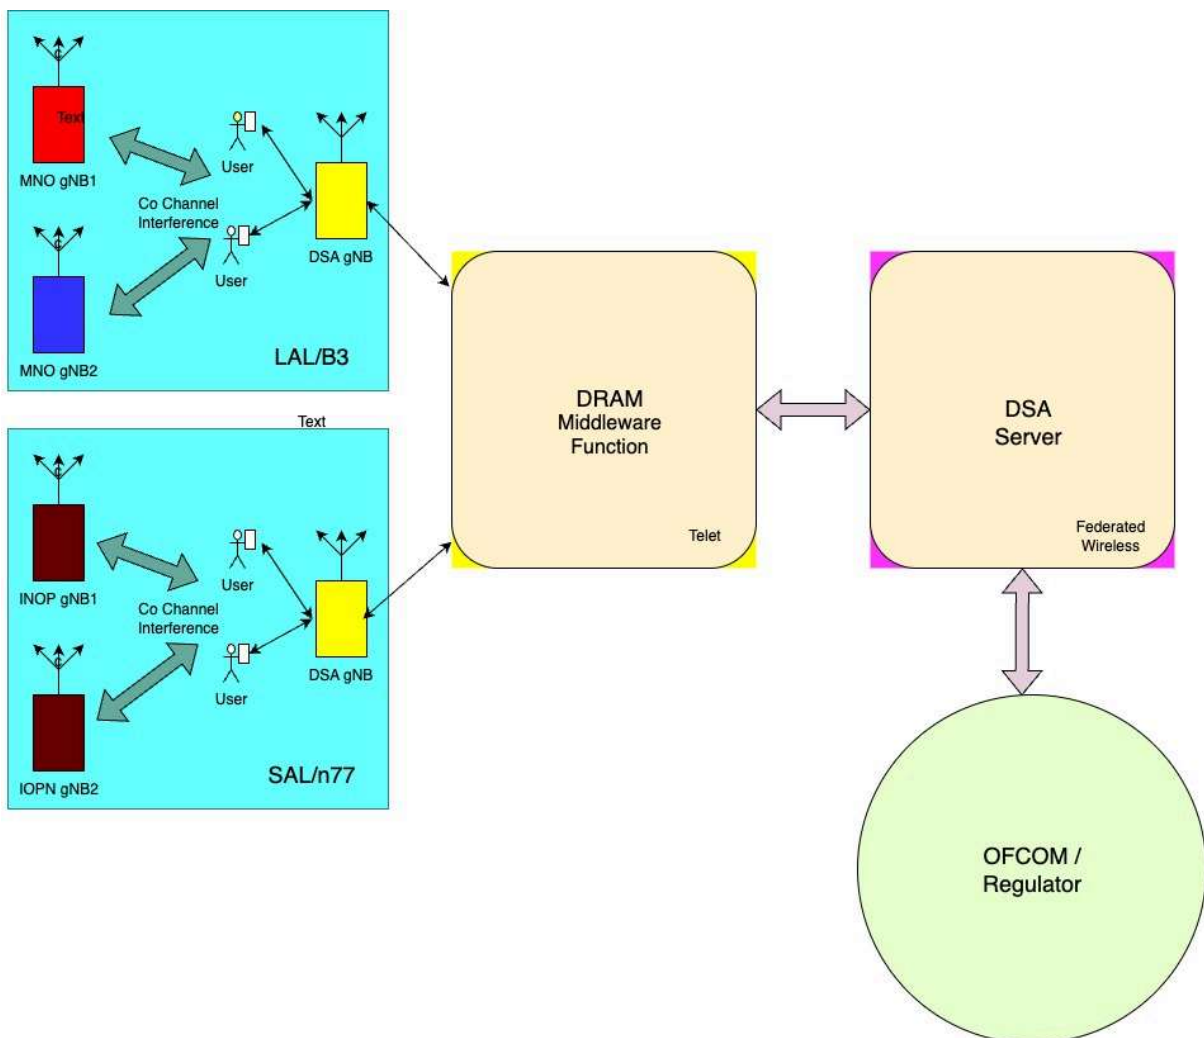 Text
User
MNO gNB1
Co Channel
Interference
DSA gNB
User
MNO gNB2
LAL/B3
DRAM
Middleware
Function
Telet
DSA
Server
Federated
Wireless
Text
User
INOP gNB1
Co Channel
Interference
DSA gNB
User
IOPN gNB2
SAL/n77
OFCOM /
Regulator